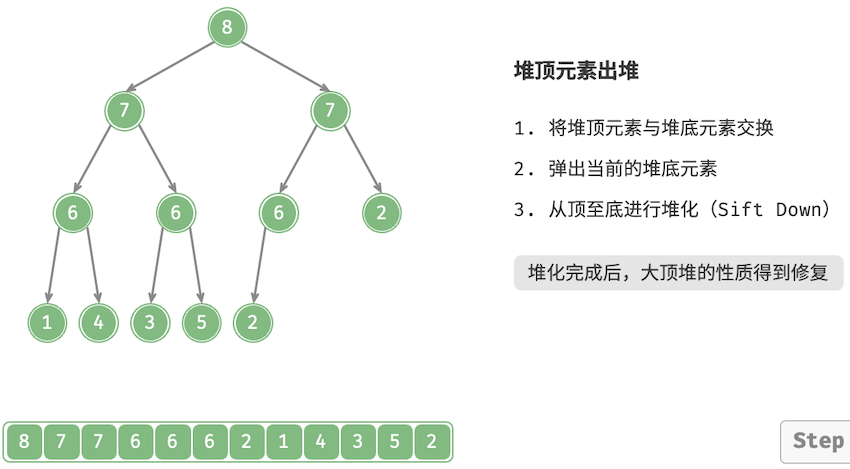 8
堆顶元素出堆
7 7
1. 将堆顶元素与堆底元素交换
2. 弹出当前的堆底元素
6 6 6 2
3. 从顶至底进行堆化（Sift Down）
堆化完成后，大顶堆的性质得到修复
1 4 3 5 2
8 7 7 6 6 6 2 1 4 3 5 2
Step